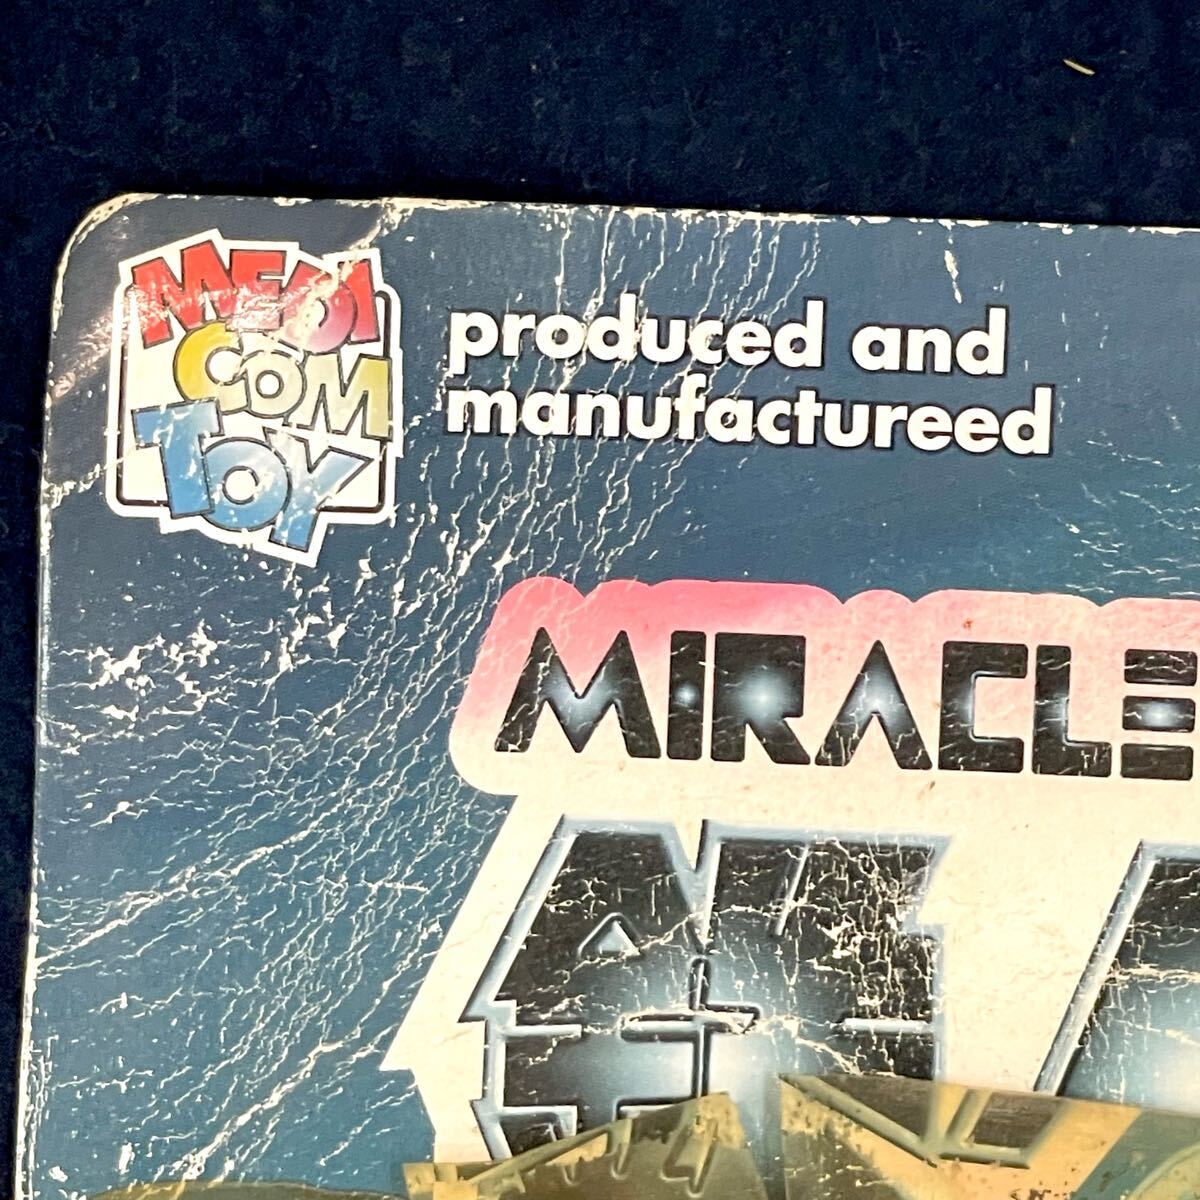 MEDI
COM
TOY
produced and
manufactureed
MIRACLE